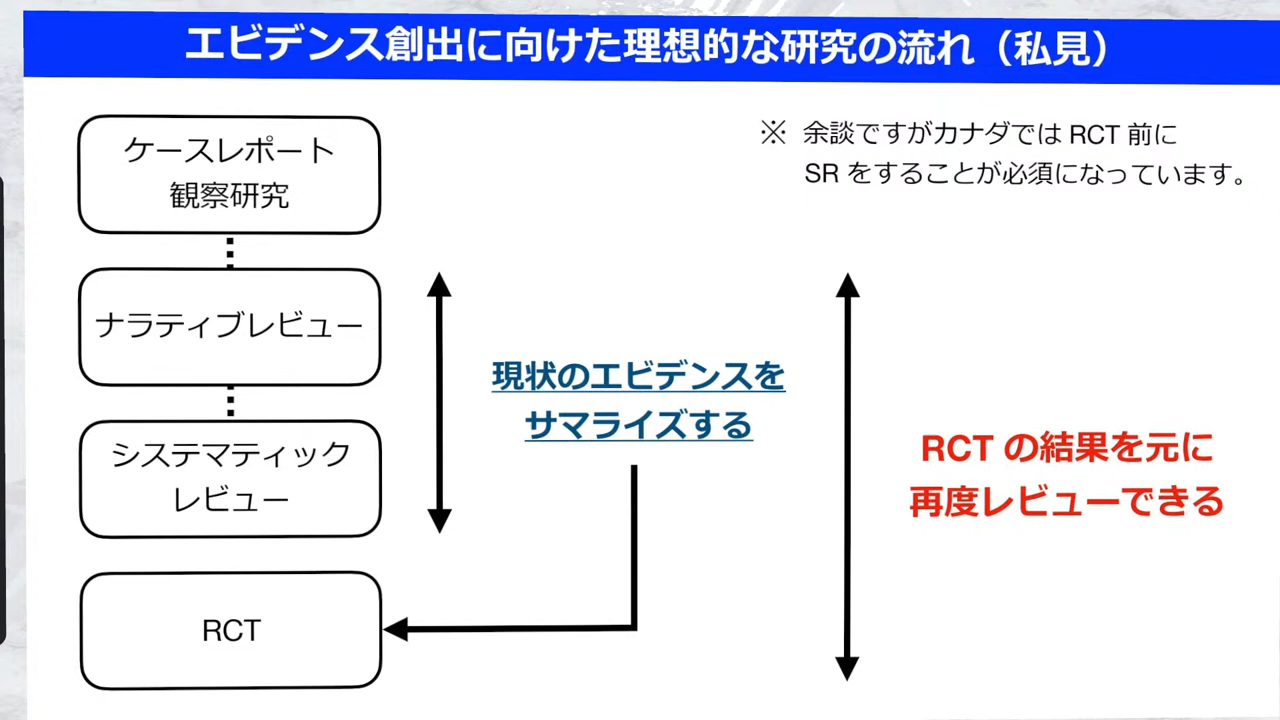 エビデンス創出に向けた理想的な研究の流れ（私見）
※ 余談ですがカナダでは RCT 前に
SR をすることが必須になっています。
ケースレポート
観察研究
ナラティブレビュー
システマティック
レビュー
RCT
現状のエビデンスを
サマライズする
RCT の結果を元に
再度レビューできる